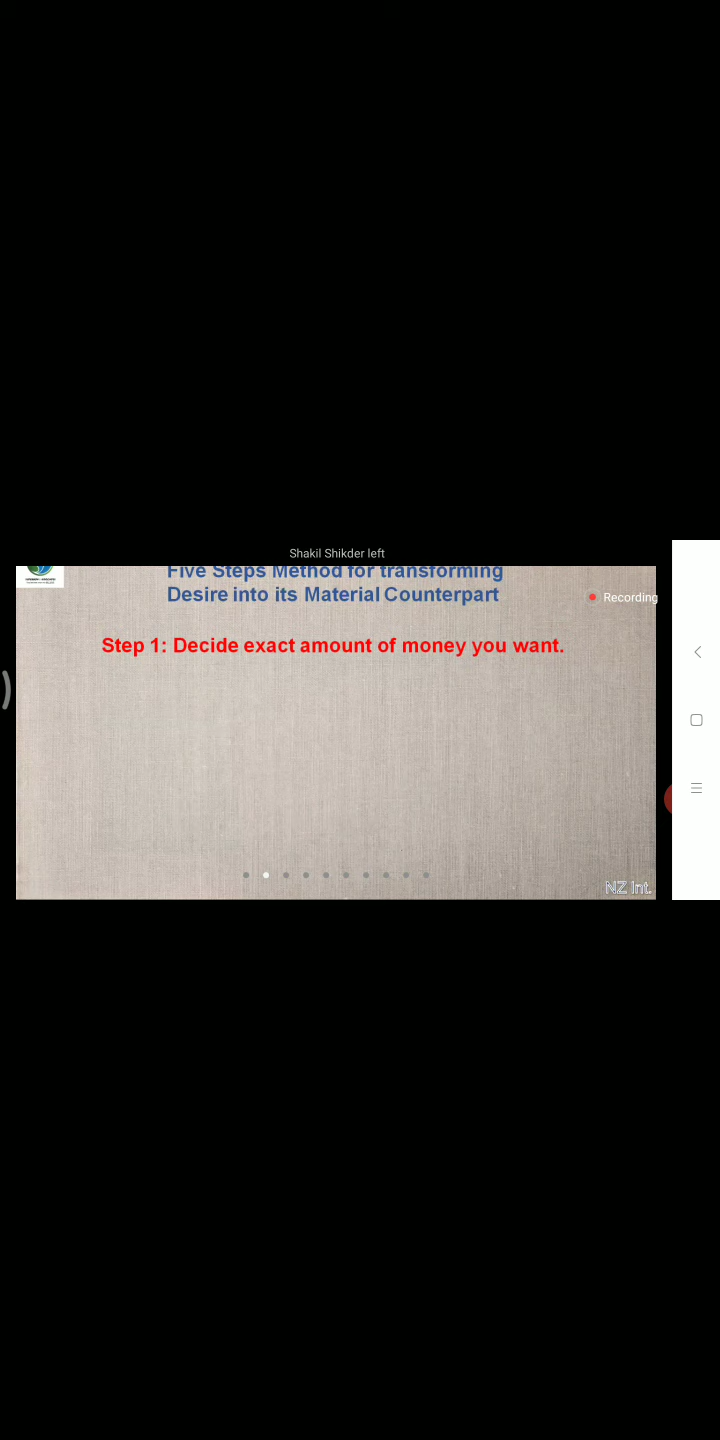 Shakil Shikder left
Five Steps Method for transforming
Desire into its Material Counterpart
Recording
Step 1: Decide exact amount of money you want.
NZ Int.